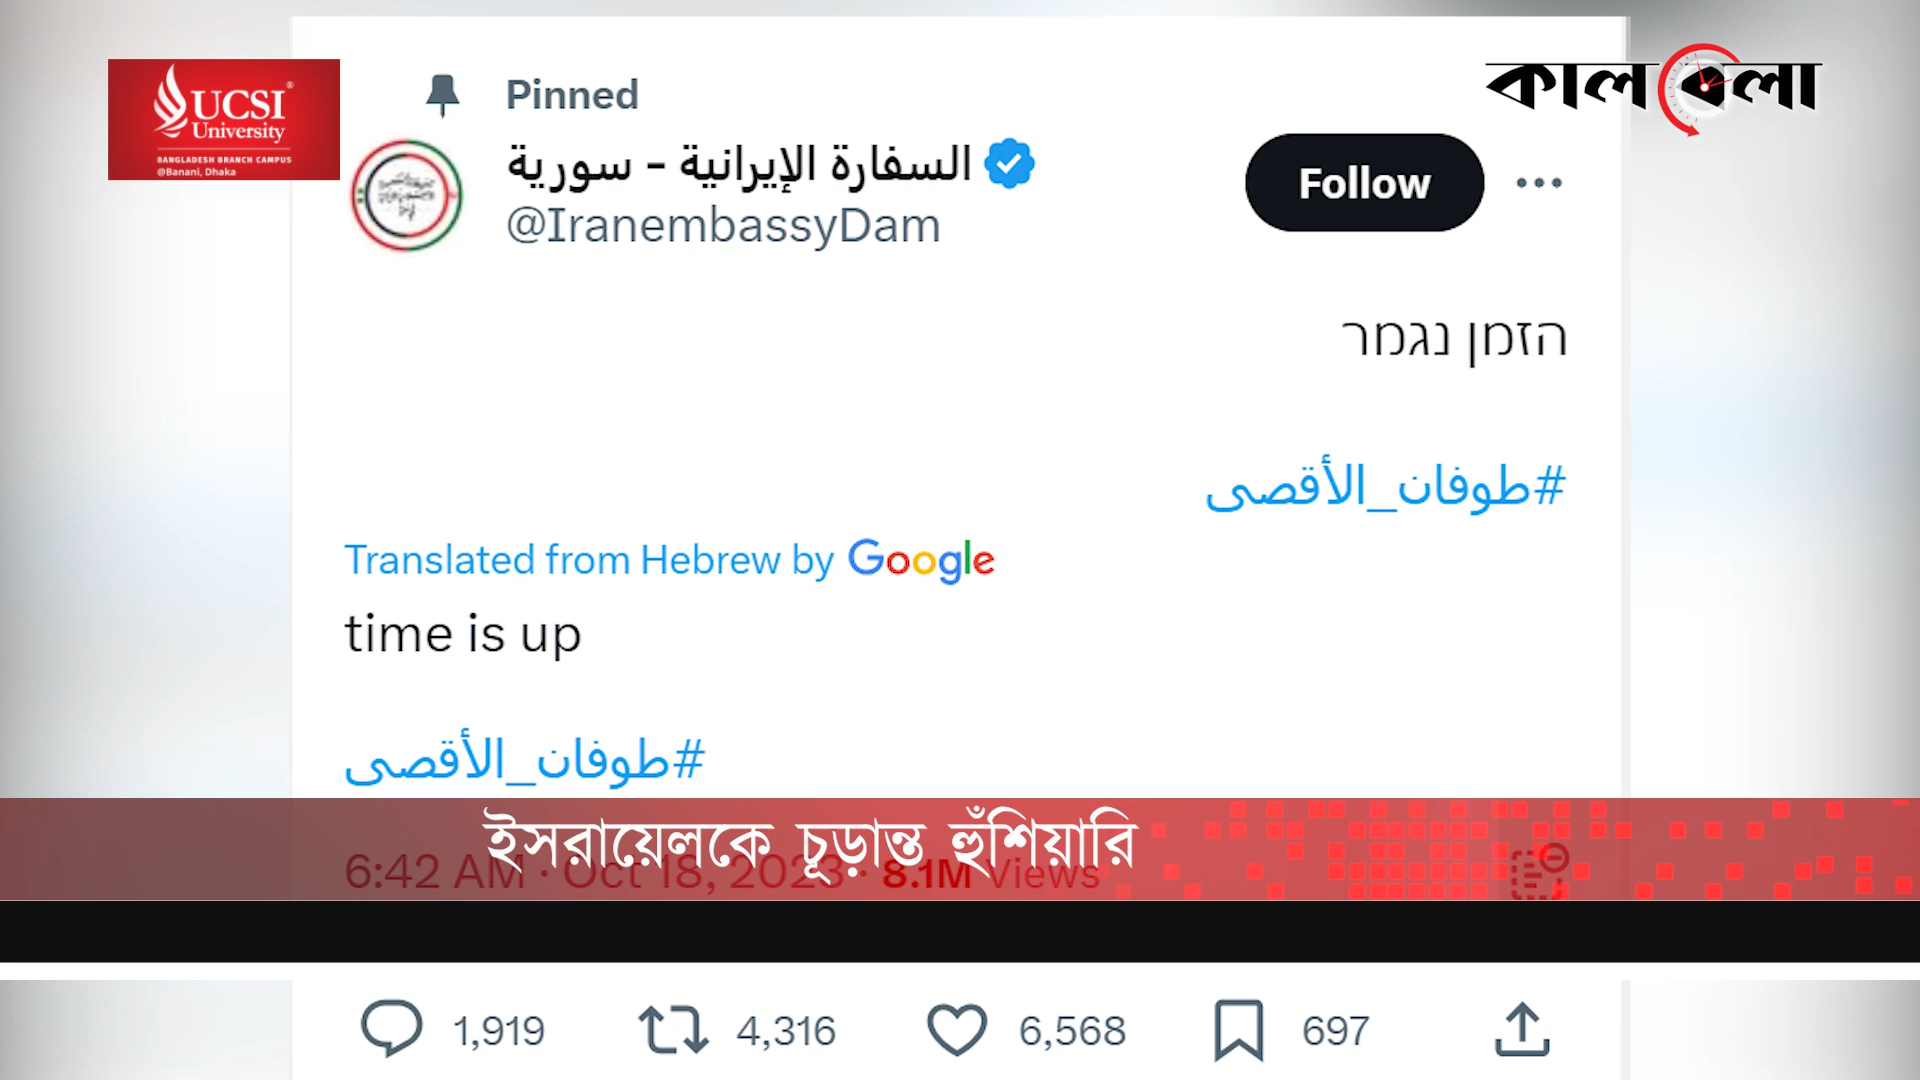 UCSI
University
BANGLADESH BRANCH CAMPUS
@Banani, Dhaka
কালবেলা
Pinned
السفارة الإيرانية - سورية
@IranembassyDam
Follow
הזמן נגמר
#طوفان_الأقصى
Translated from Hebrew by Google
time is up
#طوفان_الأقصى
ইসরায়েলকে চূড়ান্ত হুঁশিয়ারি
6:42 AM · Oct 18, 2023 · 8.1M Views
1,919 4,316 6,568 697